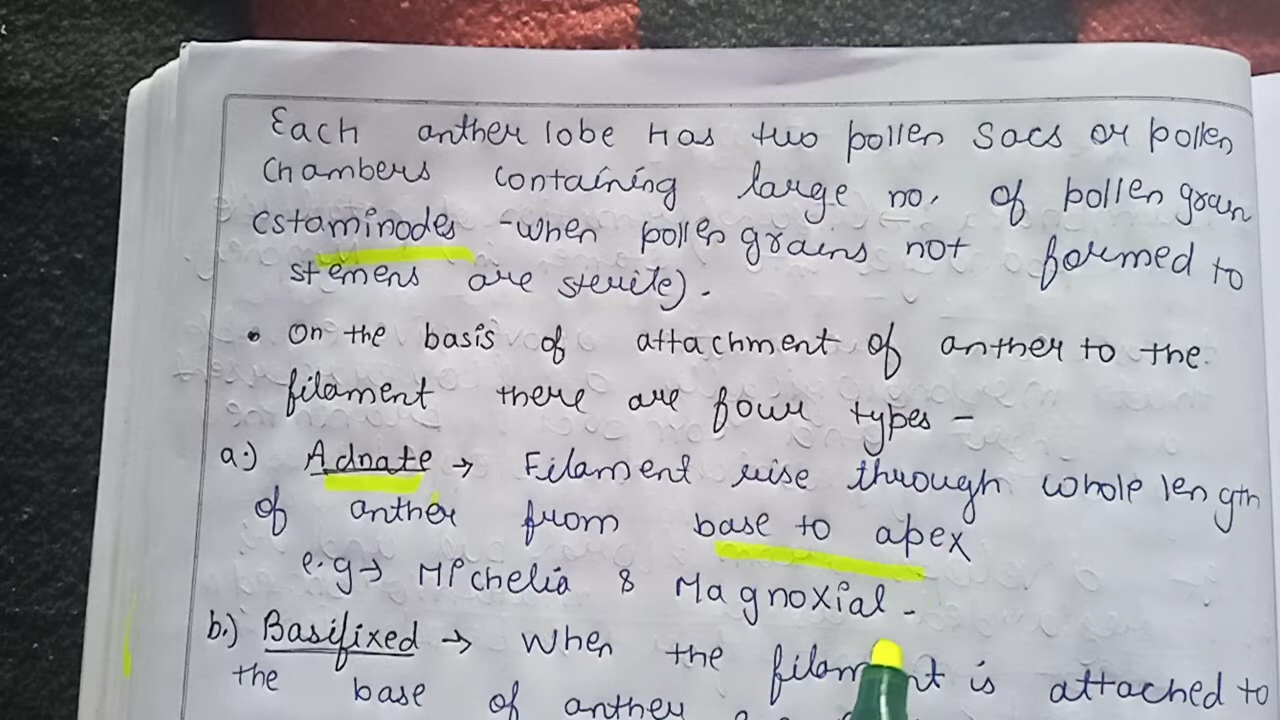 Each anther lobe has two pollen sacs or pollen
chambers containing large no. of pollen grain
(staminodes - when pollen grains not formed to
stemens are sterile).
• On the basis of attachment of anther to the
filament there are four types -
a.) Adnate → Filament rise through whole length
of anther from base to apex
e.g → Michelia & Magnoxial -
b.) Basifixed → When the filament is attached to
the base of anther